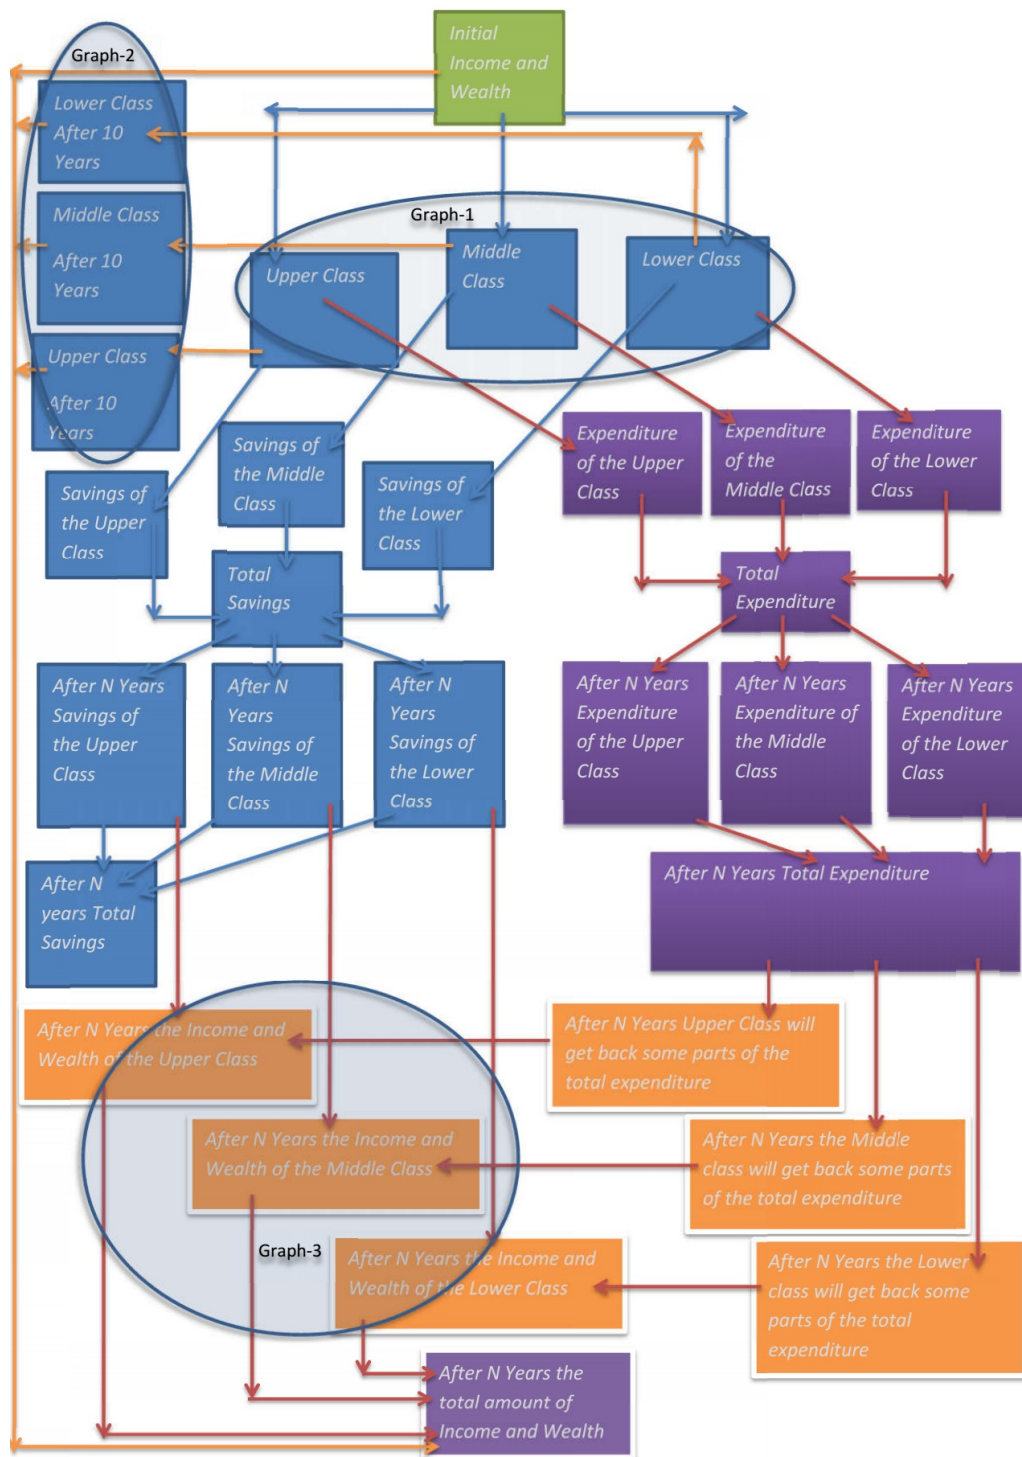 Initial
Income and
Wealth
Graph-2
Lower Class
After 10
Years
Middle Class
After 10
Years
Upper Class
After 10
Years
Graph-1
Upper Class
Middle
Class
Lower Class
Savings of
the Upper
Class
Savings of
the Middle
Class
Savings of
the Lower
Class
Expenditure
of the Upper
Class
Expenditure
of the
Middle Class
Expenditure
of the Lower
Class
Total
Savings
Total
Expenditure
After N Years
Savings of
the Upper
Class
After N
Years
Savings of
the Middle
Class
After N
Years
Savings of
the Lower
Class
After N Years
Expenditure
of the Upper
Class
After N Years
Expenditure of
the Middle
Class
After N Years
Expenditure
of the Lower
Class
After N
years Total
Savings
After N Years Total Expenditure
After N Years the Income and
Wealth of the Upper Class
After N Years Upper Class will
get back some parts of the
total expenditure
After N Years the Income and
Wealth of the Middle Class
After N Years the Middle
class will get back some parts
of the total expenditure
Graph-3
After N Years the Income and
Wealth of the Lower Class
After N Years the Lower
class will get back some
parts of the total
expenditure
After N Years the
total amount of
Income and Wealth